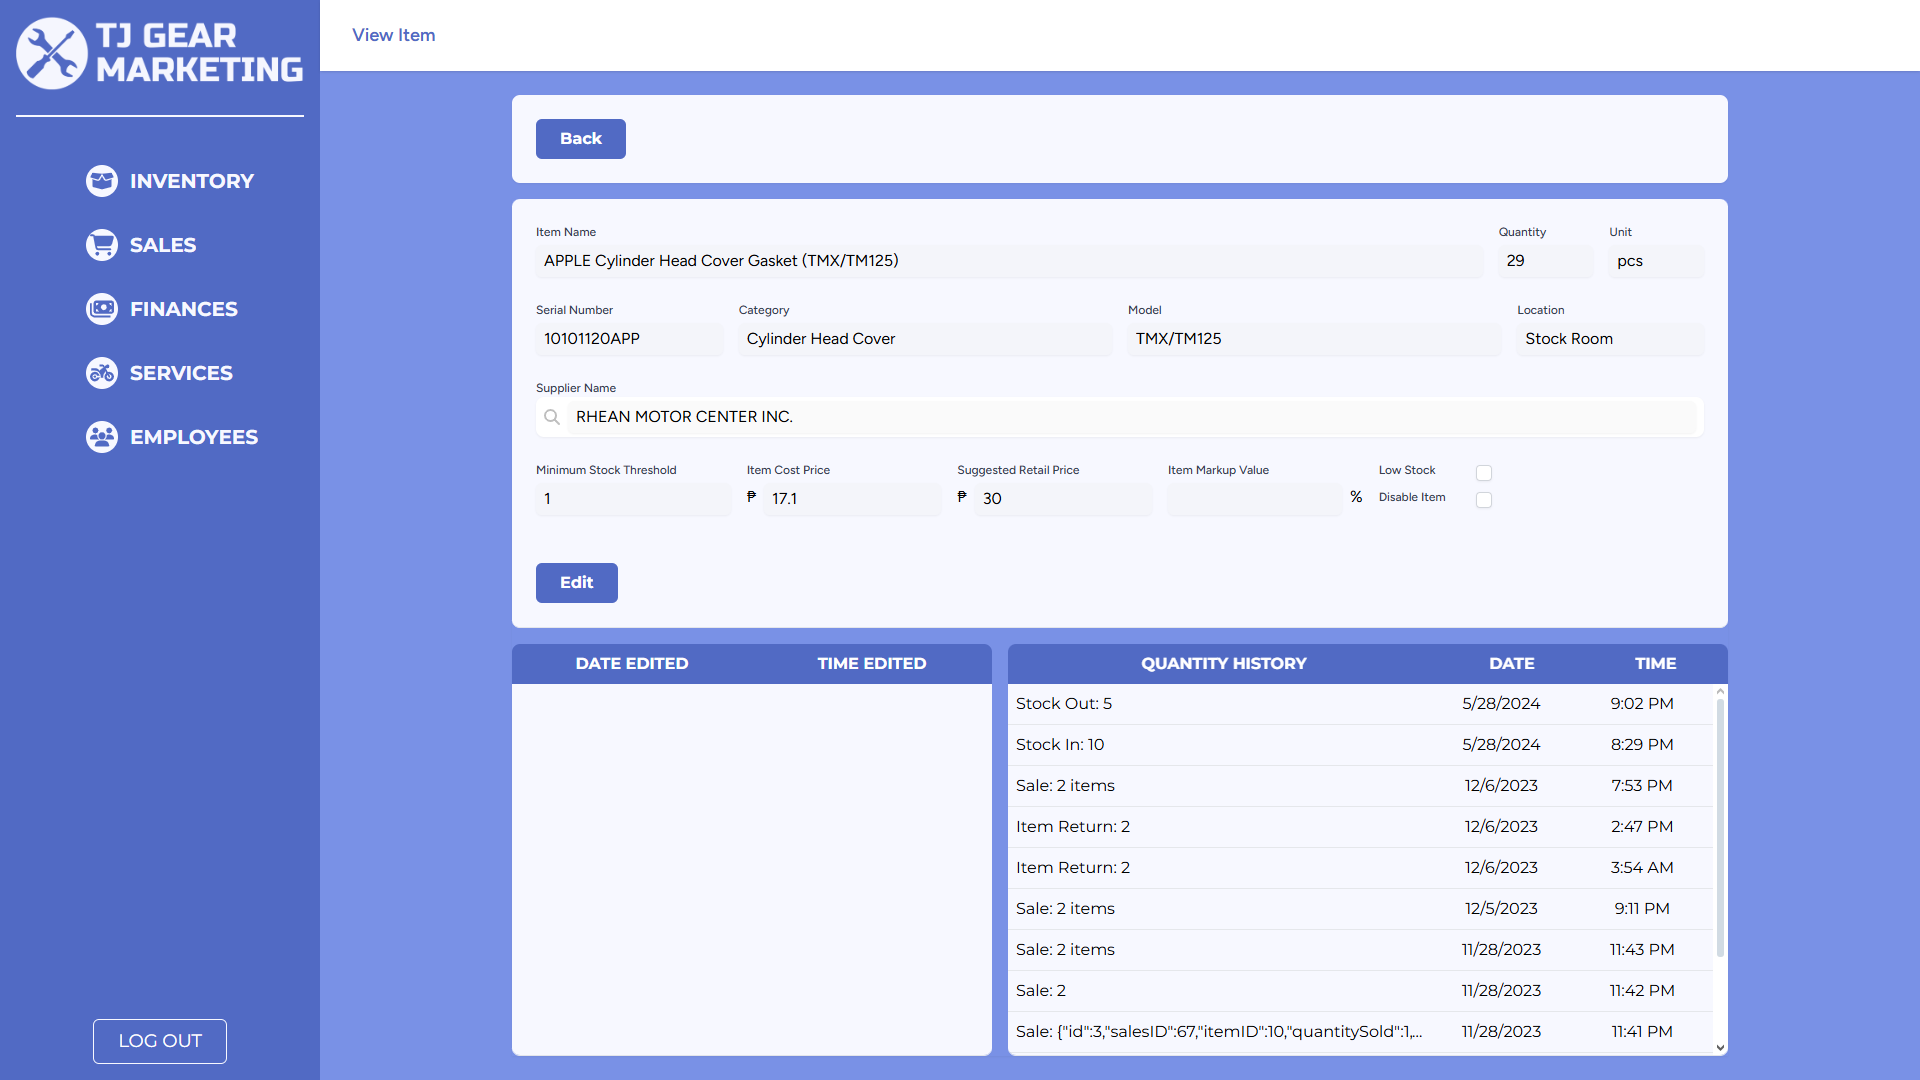 TJ GEAR
MARKETING
View Item
INVENTORY
SALES
FINANCES
SERVICES
EMPLOYEES
LOG OUT
Back
Item Name
Quantity
Unit
APPLE Cylinder Head Cover Gasket (TMX/TM125)
29
pcs
Serial Number
Category
Model
Location
10101120APP
Cylinder Head Cover
TMX/TM125
Stock Room
Supplier Name
RHEAN MOTOR CENTER INC.
Minimum Stock Threshold
Item Cost Price
Suggested Retail Price
Item Markup Value
Low Stock
1
₱ 17.1
₱ 30
%
Disable Item
Edit
DATE EDITED TIME EDITED
QUANTITY HISTORY DATE TIME
Stock Out: 5 5/28/2024 9:02 PM
Stock In: 10 5/28/2024 8:29 PM
Sale: 2 items 12/6/2023 7:53 PM
Item Return: 2 12/6/2023 2:47 PM
Item Return: 2 12/6/2023 3:54 AM
Sale: 2 items 12/5/2023 9:11 PM
Sale: 2 items 11/28/2023 11:43 PM
Sale: 2 11/28/2023 11:42 PM
Sale: {"id":3,"salesID":67,"itemID":10,"quantitySold":1,... 11/28/2023 11:41 PM